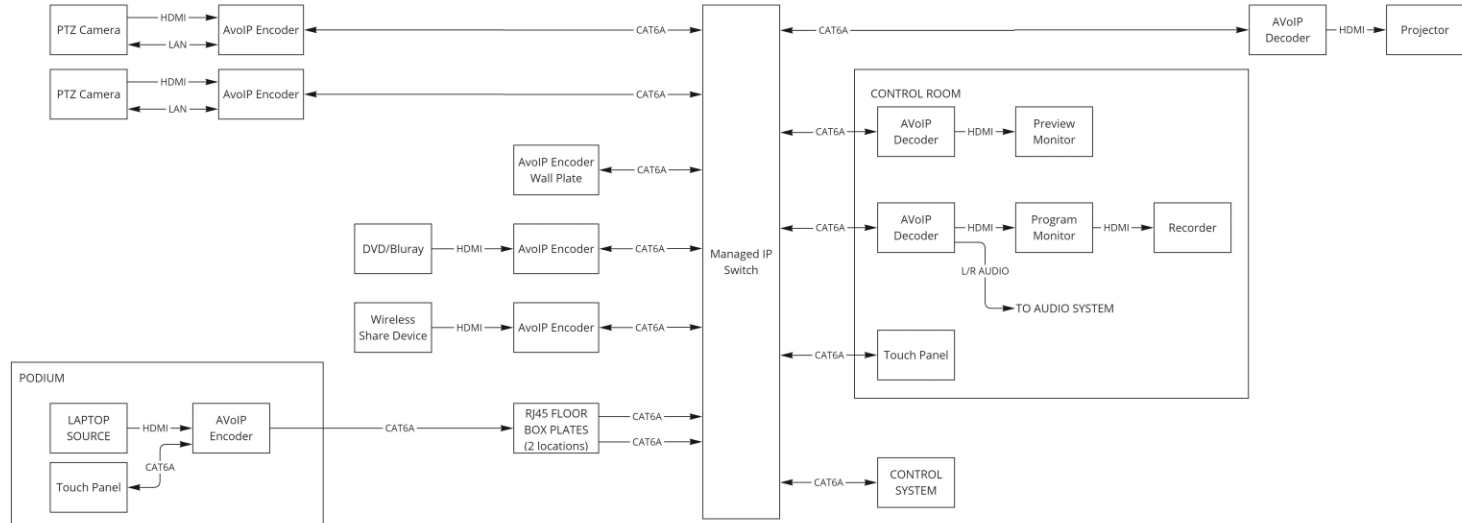 PTZ Camera
HDMI
LAN
AvoIP Encoder
CAT6A
PTZ Camera
HDMI
LAN
AvoIP Encoder
CAT6A
AvoIP Encoder
Wall Plate
CAT6A
DVD/Bluray
HDMI
AvoIP Encoder
CAT6A
Wireless
Share Device
HDMI
AvoIP Encoder
CAT6A
PODIUM
LAPTOP
SOURCE
HDMI
AVoIP
Encoder
CAT6A
Touch Panel
CAT6A
RJ45 FLOOR
BOX PLATES
(2 locations)
CAT6A
CAT6A
Managed IP
Switch
CAT6A
AVoIP
Decoder
HDMI
Projector
CONTROL ROOM
CAT6A
AVoIP
Decoder
HDMI
Preview
Monitor
CAT6A
AVoIP
Decoder
HDMI
Program
Monitor
HDMI
Recorder
L/R AUDIO
TO AUDIO SYSTEM
CAT6A
Touch Panel
CAT6A
CONTROL
SYSTEM